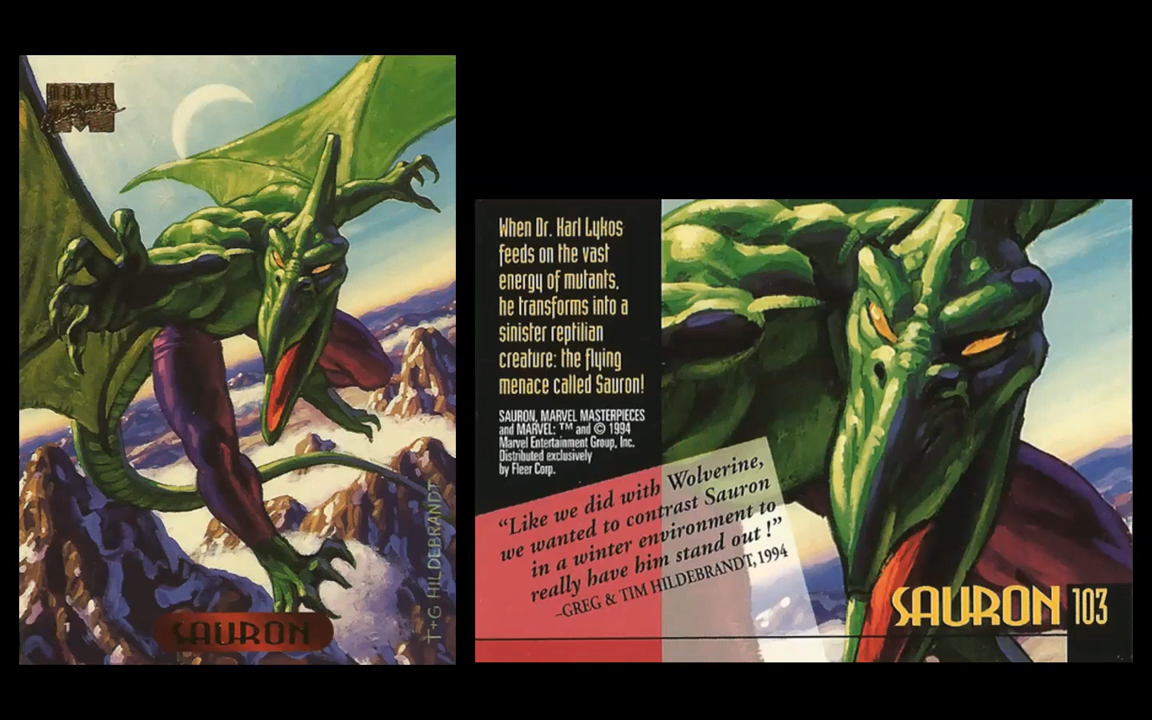 MARVEL
SAURON
T+G HILDEBRANDT
When Dr. Karl Lykos
feeds on the vast
energy of mutants,
he transforms into a
sinister reptilian
creature: the flying
menace called Sauron!
SAURON, MARVEL MASTERPIECES
and MARVEL: ™ and © 1994
Marvel Entertainment Group, Inc.
Distributed exclusively
by Fleer Corp.
“Like we did with Wolverine,
we wanted to contrast Sauron
in a winter environment to
really have him stand out !”
–GREG & TIM HILDEBRANDT, 1994
SAURON 103